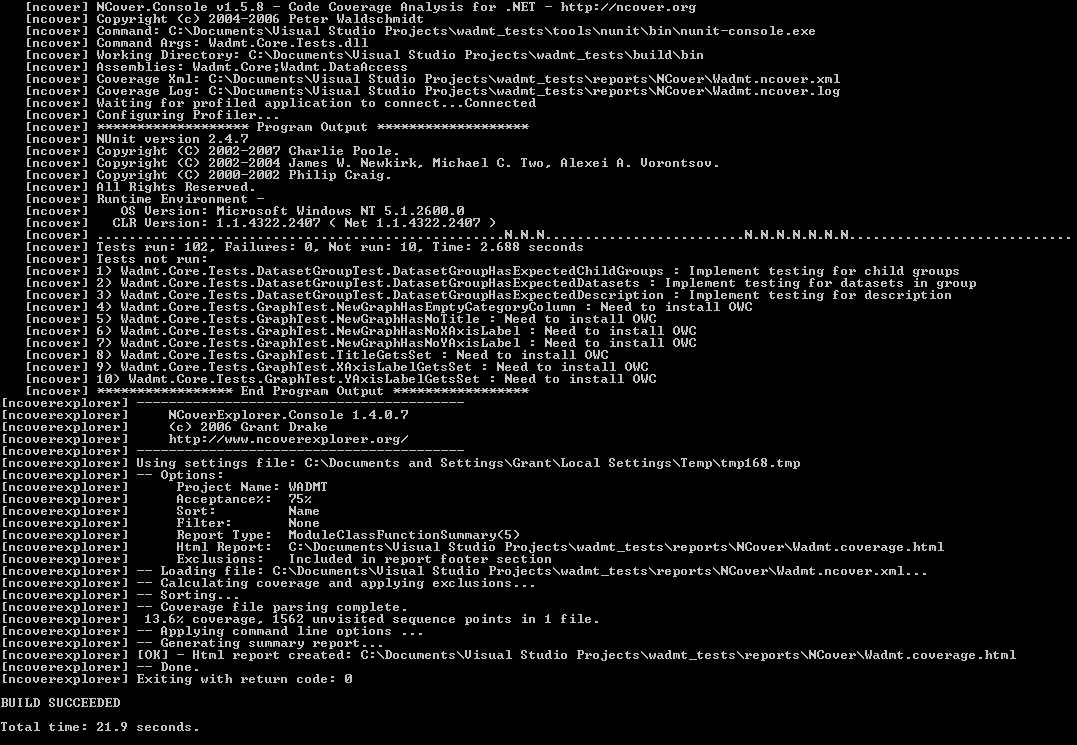 [ncover] NCover.Console v1.5.8 - Code Coverage Analysis for .NET - http://ncover.org
[ncover] Copyright (c) 2004-2006 Peter Waldschmidt
[ncover] Command: C:\Documents\Visual Studio Projects\wadmt_tests\tools\nunit\bin\nunit-console.exe
[ncover] Command Args: Wadmt.Core.Tests.dll
[ncover] Working Directory: C:\Documents\Visual Studio Projects\wadmt_tests\build\bin
[ncover] Assemblies: Wadmt.Core;Wadmt.DataAccess
[ncover] Coverage Xml: C:\Documents\Visual Studio Projects\wadmt_tests\reports\NCover\Wadmt.ncover.xml
[ncover] Coverage Log: C:\Documents\Visual Studio Projects\wadmt_tests\reports\NCover\Wadmt.ncover.log
[ncover] Waiting for profiled application to connect...Connected
[ncover] Configuring Profiler...
[ncover] ******************* Program Output *******************
[ncover] NUnit version 2.4.7
[ncover] Copyright (C) 2002-2007 Charlie Poole.
[ncover] Copyright (C) 2002-2004 James W. Newkirk, Michael C. Two, Alexei A. Vorontsov.
[ncover] Copyright (C) 2000-2002 Philip Craig.
[ncover] All Rights Reserved.
[ncover] Runtime Environment -
[ncover]    OS Version: Microsoft Windows NT 5.1.2600.0
[ncover]   CLR Version: 1.1.4322.2407 ( Net 1.1.4322.2407 )
[ncover] ...................................................N.N.N.........................N.N.N.N.N.N.N............................
[ncover] Tests run: 102, Failures: 0, Not run: 10, Time: 2.688 seconds
[ncover] Tests not run:
[ncover] 1) Wadmt.Core.Tests.DatasetGroupTest.DatasetGroupHasExpectedChildGroups : Implement testing for child groups
[ncover] 2) Wadmt.Core.Tests.DatasetGroupTest.DatasetGroupHasExpectedDatasets : Implement testing for datasets in group
[ncover] 3) Wadmt.Core.Tests.DatasetGroupTest.DatasetGroupHasExpectedDescription : Implement testing for description
[ncover] 4) Wadmt.Core.Tests.GraphTest.NewGraphHasEmptyCategoryColumn : Need to install OWC
[ncover] 5) Wadmt.Core.Tests.GraphTest.NewGraphHasNoTitle : Need to install OWC
[ncover] 6) Wadmt.Core.Tests.GraphTest.NewGraphHasNoXAxisLabel : Need to install OWC
[ncover] 7) Wadmt.Core.Tests.GraphTest.NewGraphHasNoYAxisLabel : Need to install OWC
[ncover] 8) Wadmt.Core.Tests.GraphTest.TitleGetsSet : Need to install OWC
[ncover] 9) Wadmt.Core.Tests.GraphTest.XAxisLabelGetsSet : Need to install OWC
[ncover] 10) Wadmt.Core.Tests.GraphTest.YAxisLabelGetsSet : Need to install OWC
[ncover] ***************** End Program Output *****************
[ncoverexplorer] -----------------------------------------
[ncoverexplorer]     NCoverExplorer.Console 1.4.0.7
[ncoverexplorer]     (c) 2006 Grant Drake
[ncoverexplorer]     http://www.ncoverexplorer.org/
[ncoverexplorer] -----------------------------------------
[ncoverexplorer] Using settings file: C:\Documents and Settings\Grant\Local Settings\Temp\tmp168.tmp
[ncoverexplorer] -- Options:
[ncoverexplorer]      Project Name: WADMT
[ncoverexplorer]      Acceptance%:  75%
[ncoverexplorer]      Sort:         Name
[ncoverexplorer]      Filter:       None
[ncoverexplorer]      Report Type:  ModuleClassFunctionSummary(5)
[ncoverexplorer]      Html Report:  C:\Documents\Visual Studio Projects\wadmt_tests\reports\NCover\Wadmt.coverage.html
[ncoverexplorer]      Exclusions:   Included in report footer section
[ncoverexplorer] -- Loading file: C:\Documents\Visual Studio Projects\wadmt_tests\reports\NCover\Wadmt.ncover.xml...
[ncoverexplorer] -- Calculating coverage and applying exclusions...
[ncoverexplorer] -- Sorting...
[ncoverexplorer] -- Coverage file parsing complete.
[ncoverexplorer]  13.6% coverage, 1562 unvisited sequence points in 1 file.
[ncoverexplorer] -- Applying command line options ...
[ncoverexplorer] -- Generating summary report...
[ncoverexplorer] [OK] - Html report created: C:\Documents\Visual Studio Projects\wadmt_tests\reports\NCover\Wadmt.coverage.html
[ncoverexplorer] -- Done.
[ncoverexplorer] Exiting with return code: 0
BUILD SUCCEEDED
Total time: 21.9 seconds.